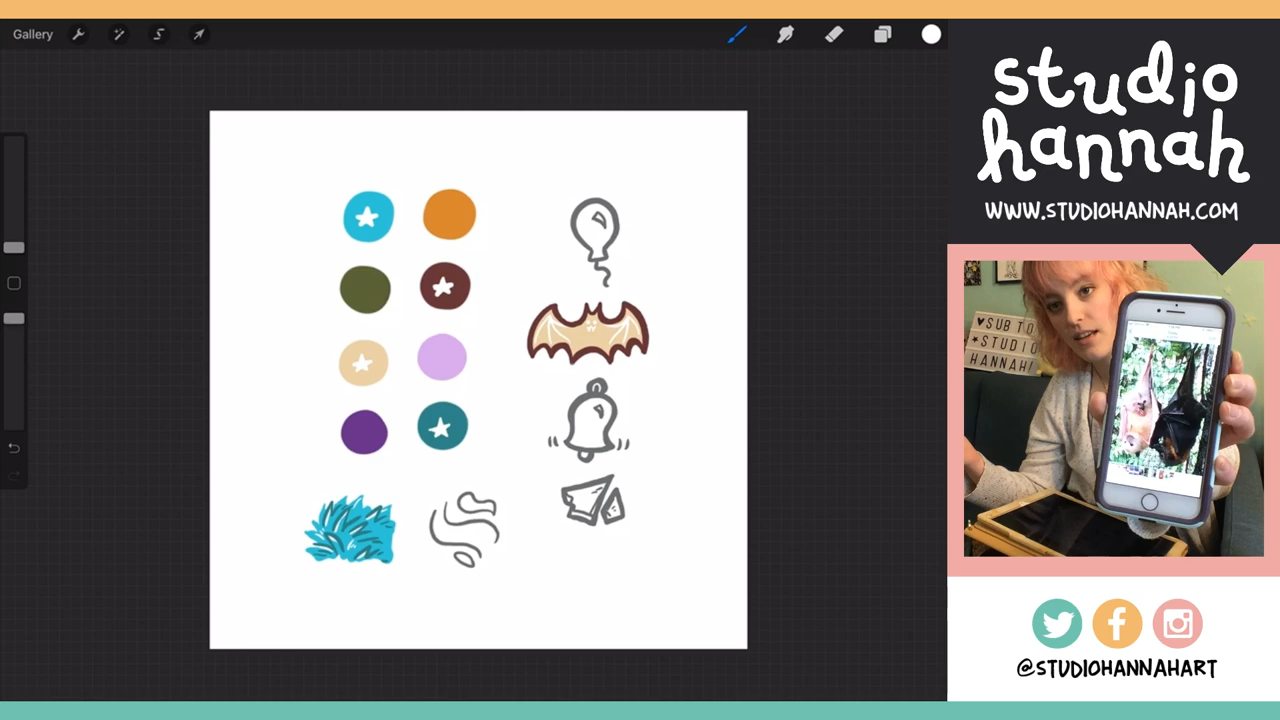 Gallery
studio
hannah
WWW.STUDIOHANNAH.COM
♥SUB TO
★STUDIO
HANNAH!
@STUDIOHANNAHART